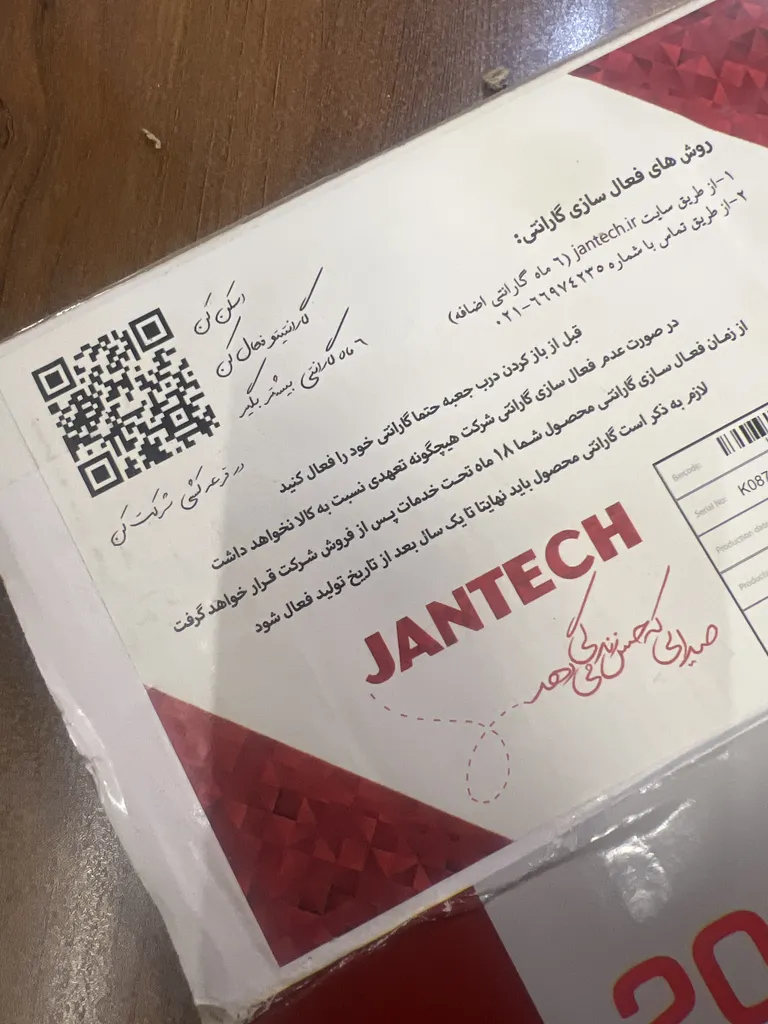 روش های فعال سازی گارانتی:
۱-از طریق سایت jantech.ir (۶ ماه گارانتی اضافه)
۲-از طریق تماس با شماره ۶۶۹۷۴۲۳۵-۰۲۱
اسکن کن
گارانتیتو فعال کن
۶ ماه گارانتی بیشتر بگیر
در قرعه کشی شرکت کن
قبل از باز کردن درب جعبه حتما گارانتی خود را فعال کنید
در صورت عدم فعال سازی گارانتی شرکت هیچگونه تعهدی نسبت به کالا نخواهد داشت
از زمان فعال سازی گارانتی محصول شما ۱۸ ماه تحت خدمات پس از فروش شرکت قرار خواهد گرفت
لازم به ذکر است گارانتی محصول باید نهایتا تا یک سال بعد از تاریخ تولید فعال شود
Barcode:
Serial No: K087
Production date
JANTECH
صدایی که حس زندگی می دهد
20